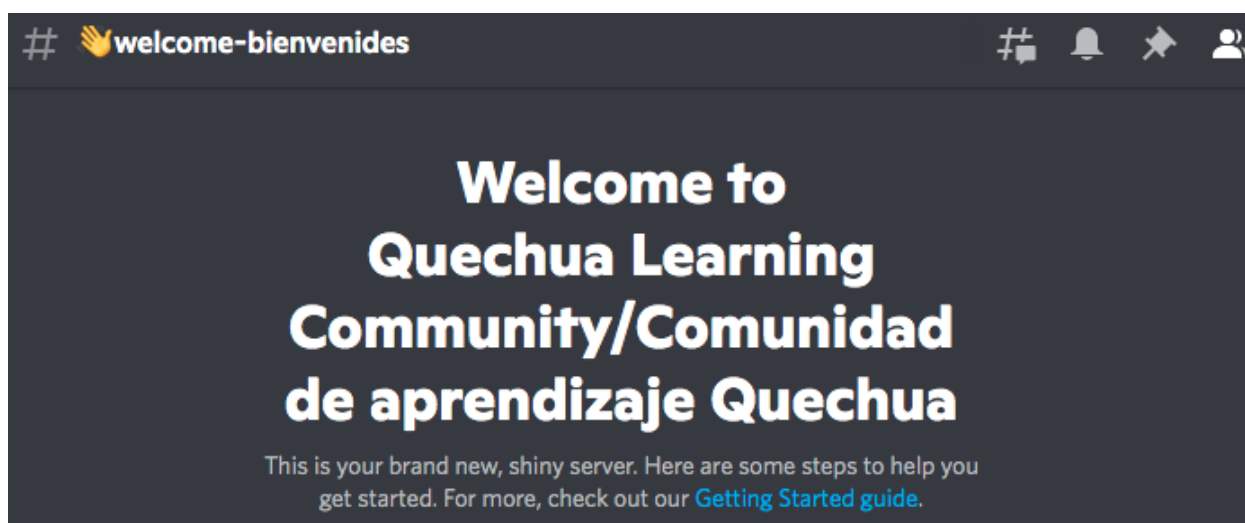 # 👋welcome-bienvenides
Welcome to
Quechua Learning
Community/Comunidad
de aprendizaje Quechua
This is your brand new, shiny server. Here are some steps to help you
get started. For more, check out our Getting Started guide.